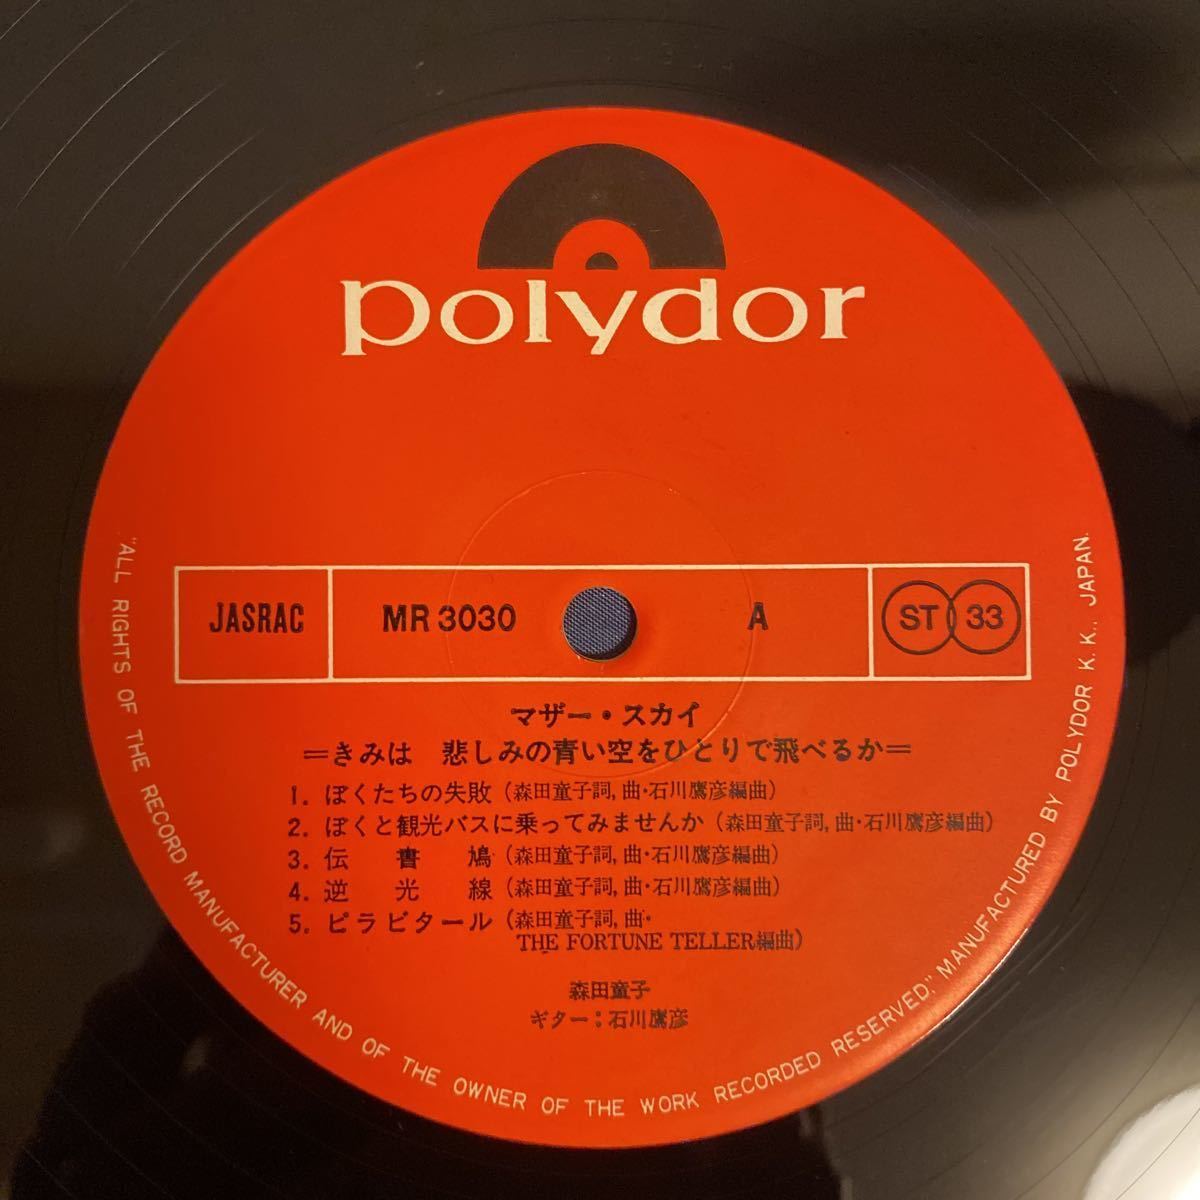 polydor
JASRAC MR 3030 A ST 33
マザー・スカイ
=きみは 悲しみの青い空をひとりで飛べるか=
1. ぼくたちの失敗 (森田童子詞,曲・石川鷹彦編曲)
2. ぼくと観光バスに乗ってみませんか (森田童子詞,曲・石川鷹彦編曲)
3. 伝書鳩 (森田童子詞,曲・石川鷹彦編曲)
4. 逆光線 (森田童子詞,曲・石川鷹彦編曲)
5. ピラビタール (森田童子詞,曲・
THE FORTUNE TELLER編曲)
森田童子
ギター:石川鷹彦
"ALL RIGHTS OF THE RECORD MANUFACTURER AND OF THE OWNER OF THE WORK RECORDED RESERVED," MANUFACTURED BY POLYDOR K.K., JAPAN.